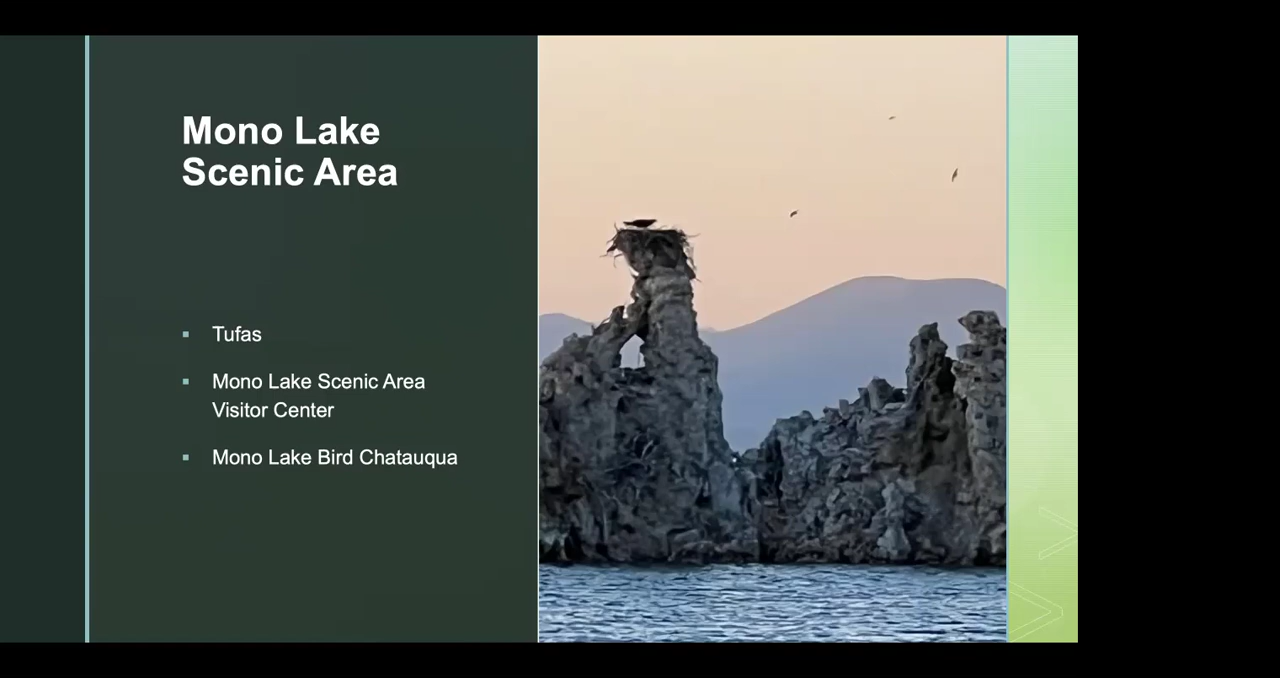 Mono Lake
Scenic Area
Tufas
Mono Lake Scenic Area
Visitor Center
Mono Lake Bird Chatauqua